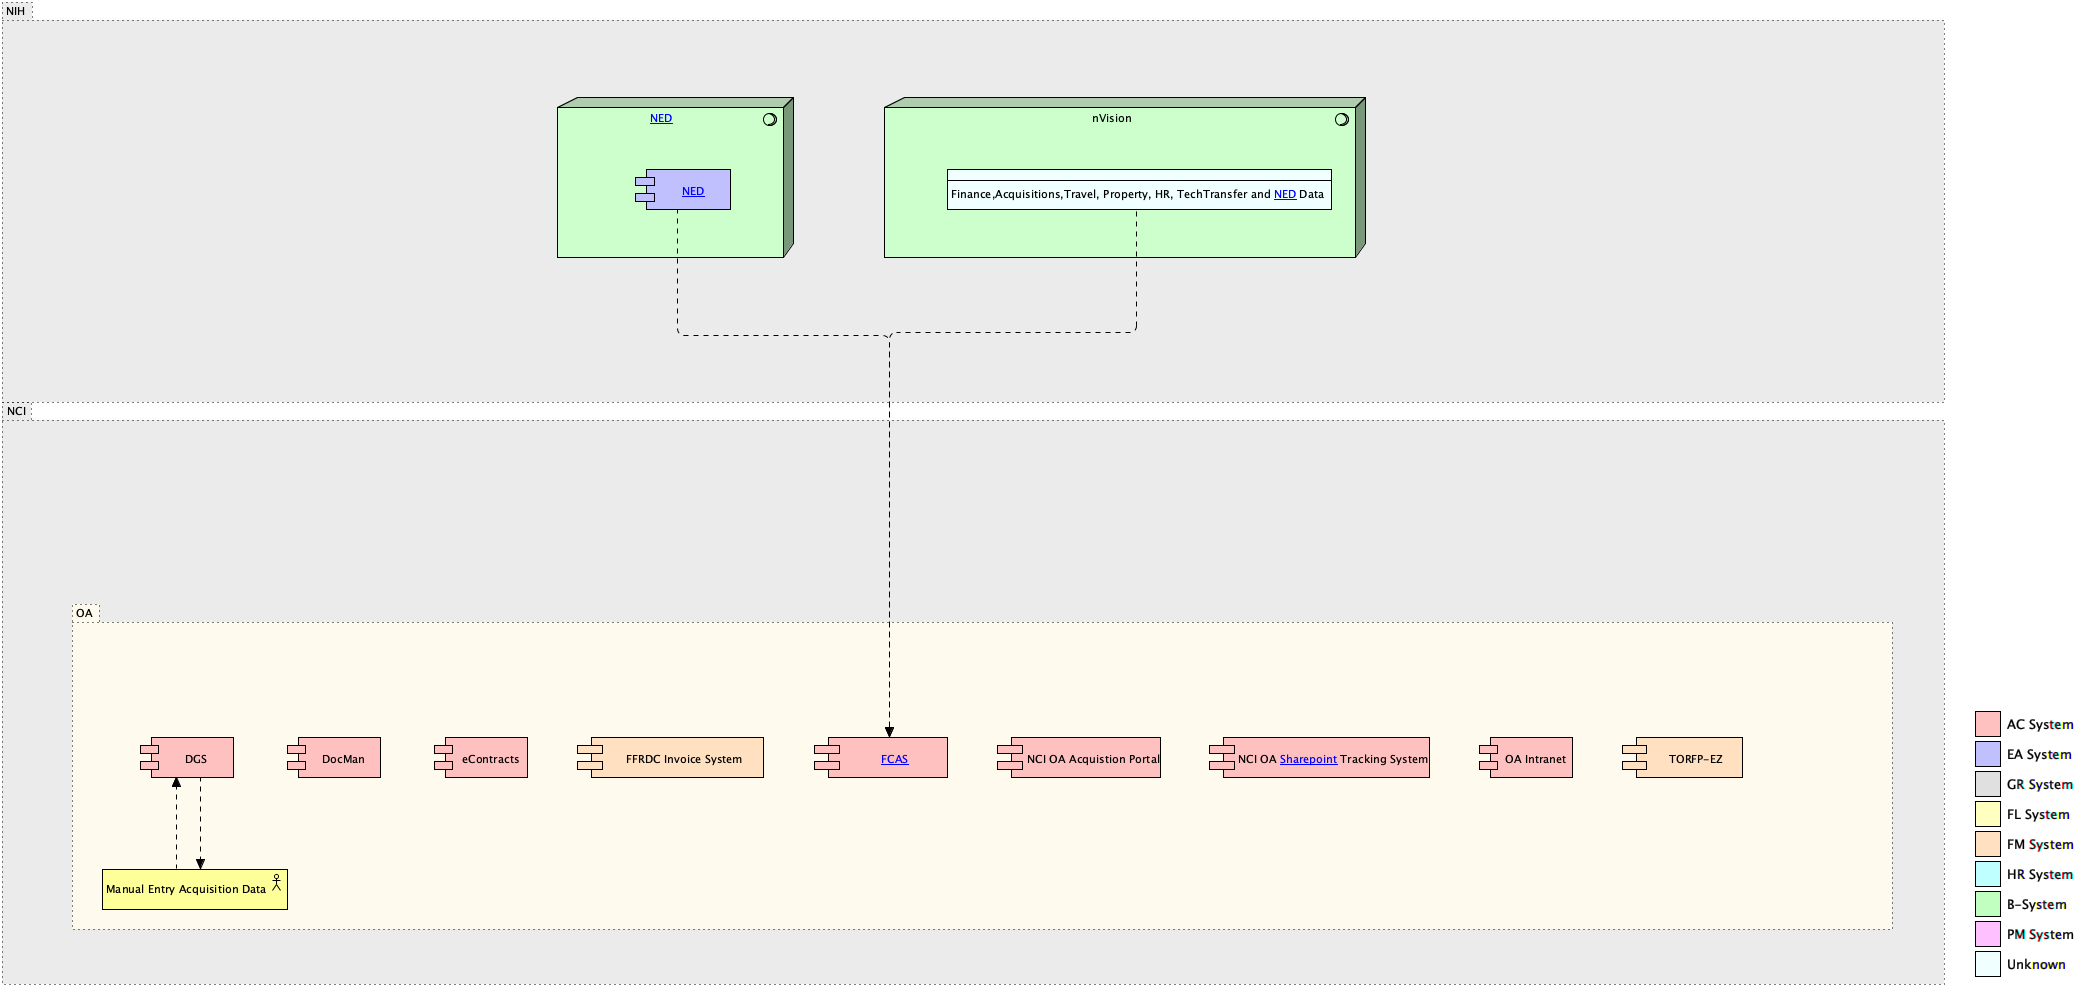 NIH
NED
nVision
NED
Finance,Acquisitions,Travel, Property, HR, TechTransfer and NED Data
NCI
OA
DGS
DocMan
eContracts
FFRDC Invoice System
FCAS
NCI OA Acquistion Portal
NCI OA Sharepoint Tracking System
OA Intranet
TORFP-EZ
Manual Entry Acquisition Data
AC System
EA System
GR System
FL System
FM System
HR System
B-System
PM System
Unknown